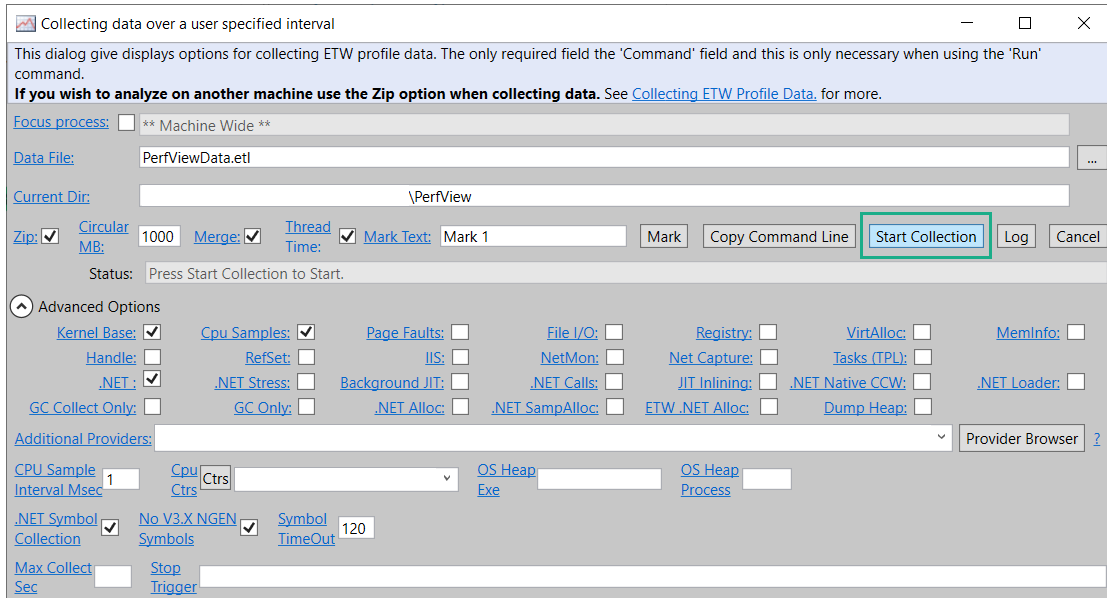 Collecting data over a user specified interval
This dialog give displays options for collecting ETW profile data. The only required field the 'Command' field and this is only necessary when using the 'Run'
command.
If you wish to analyze on another machine use the Zip option when collecting data. See Collecting ETW Profile Data. for more.
Focus process: ** Machine Wide **
Data File: PerfViewData.etl ...
Current Dir: \PerfView
Zip: Circular MB: 1000 Merge: Thread Time: Mark Text: Mark 1 Mark Copy Command Line Start Collection Log Cancel
Status: Press Start Collection to Start.
Advanced Options
Kernel Base: Cpu Samples: Page Faults: File I/O: Registry: VirtAlloc: MemInfo:
Handle: RefSet: IIS: NetMon: Net Capture: Tasks (TPL):
.NET : .NET Stress: Background JIT: .NET Calls: JIT Inlining: .NET Native CCW: .NET Loader:
GC Collect Only: GC Only: .NET Alloc: .NET SampAlloc: ETW .NET Alloc: Dump Heap:
Additional Providers: Provider Browser ?
CPU Sample Interval Msec 1 Cpu Ctrs Ctrs OS Heap Exe OS Heap Process
.NET Symbol Collection No V3.X NGEN Symbols Symbol TimeOut 120
Max Collect Sec Stop Trigger